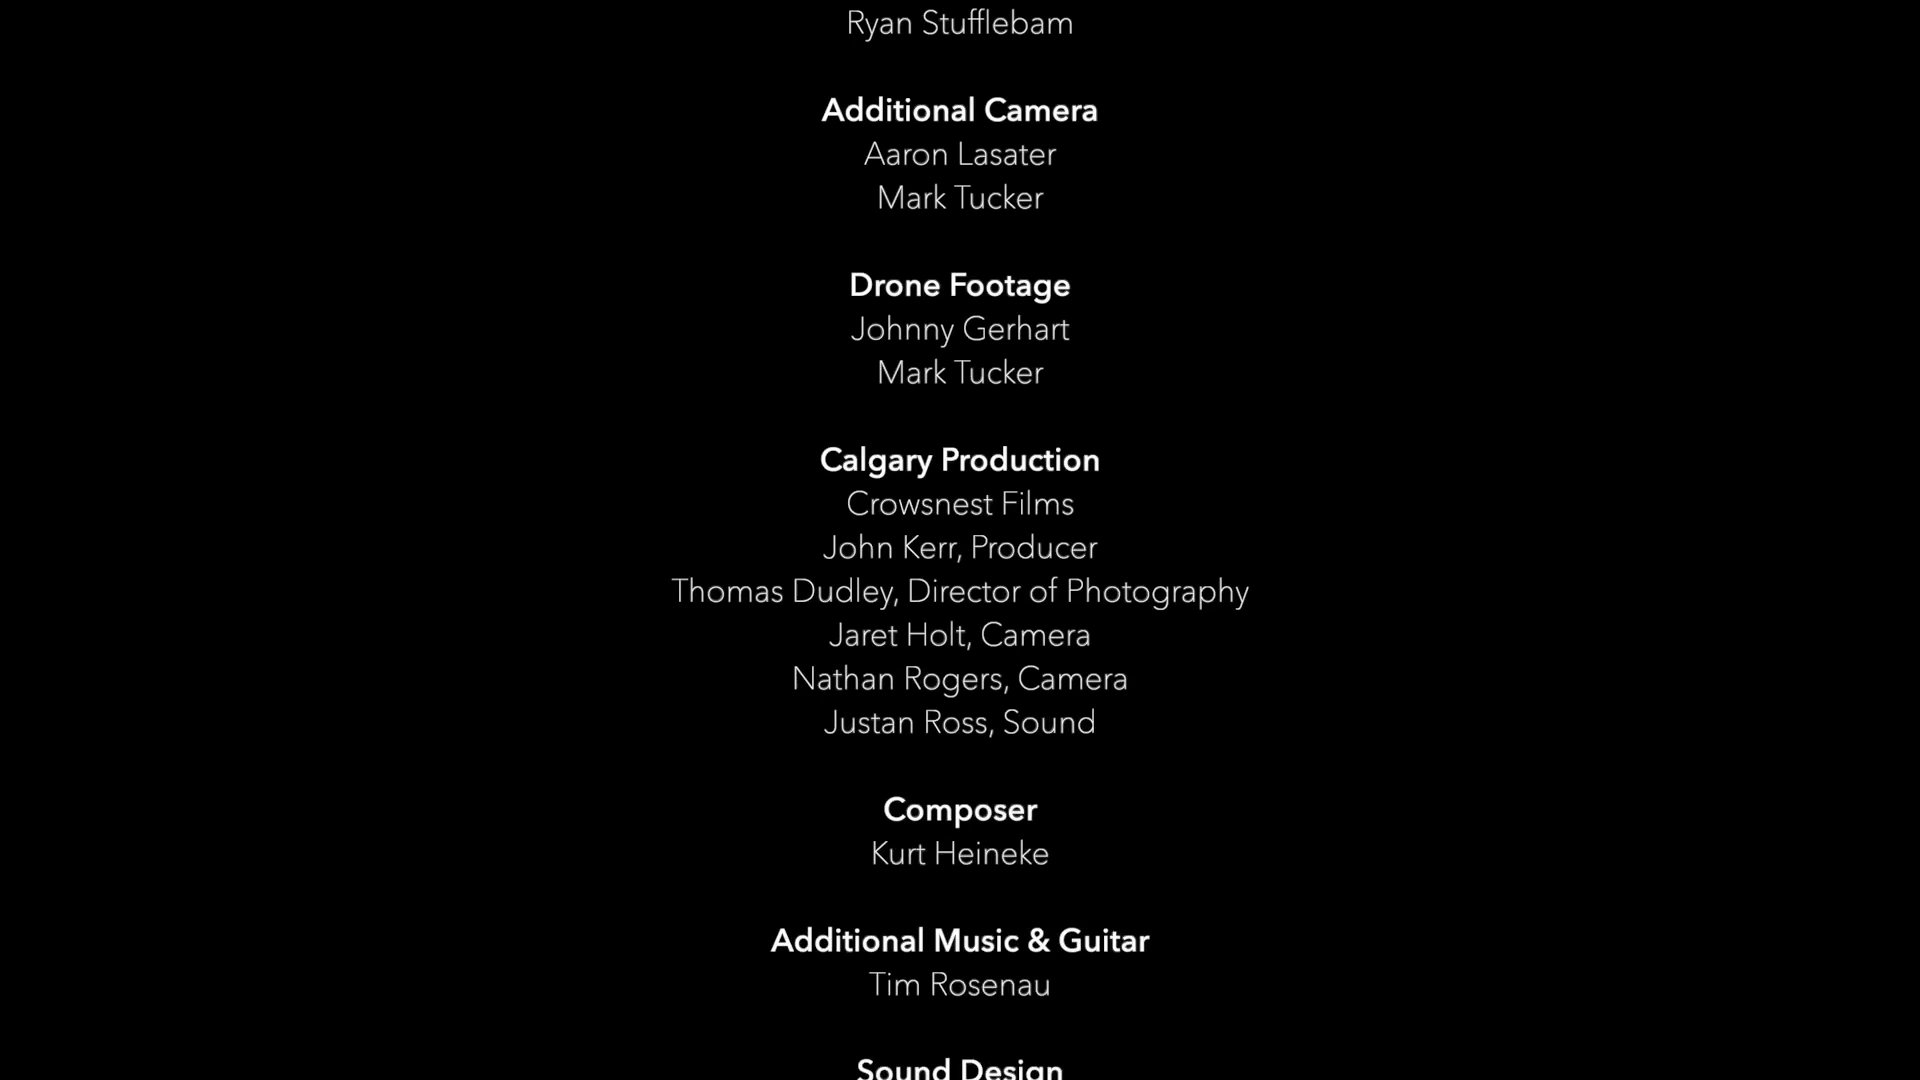 Ryan Stufflebam
Additional Camera
Aaron Lasater
Mark Tucker
Drone Footage
Johnny Gerhart
Mark Tucker
Calgary Production
Crowsnest Films
John Kerr, Producer
Thomas Dudley, Director of Photography
Jaret Holt, Camera
Nathan Rogers, Camera
Justan Ross, Sound
Composer
Kurt Heineke
Additional Music & Guitar
Tim Rosenau
Sound Design